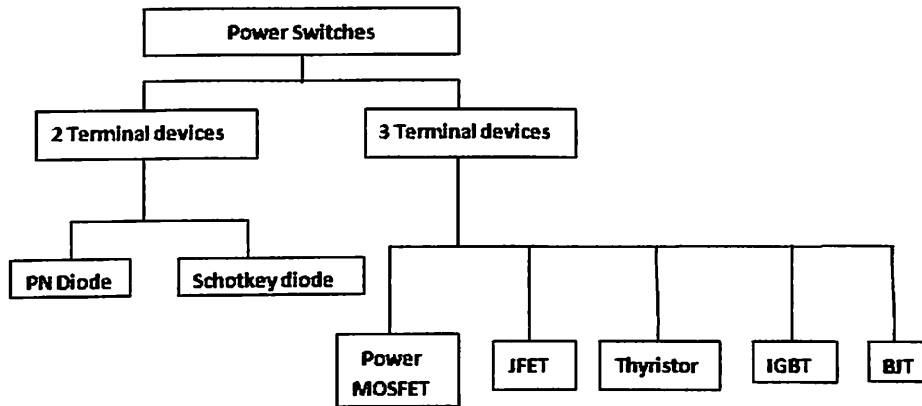 Power Switches
2 Terminal devices
3 Terminal devices
PN Diode
Schotkey diode
Power
MOSFET
JFET
Thyristor
IGBT
BJT